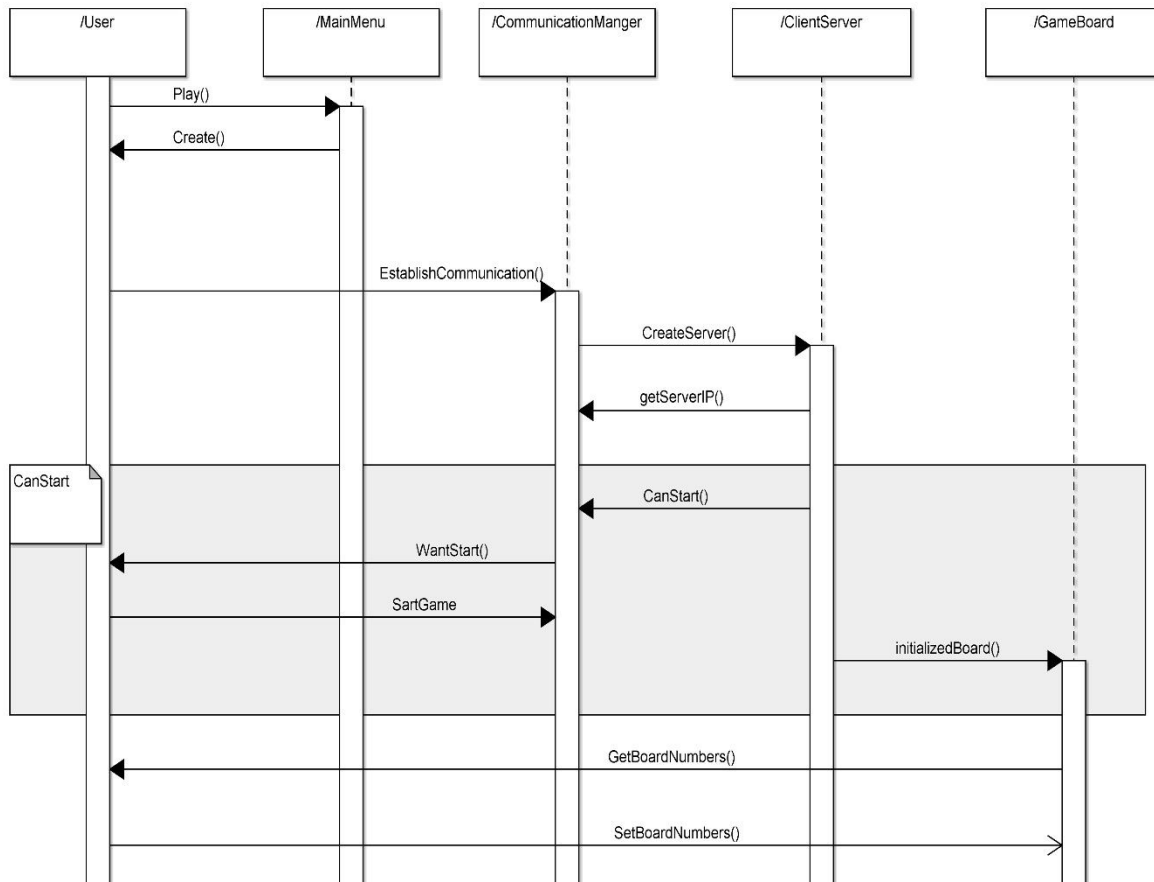 /User
/MainMenu
/CommunicationManger
/ClientServer
/GameBoard
Play()
Create()
EstablishCommunication()
CreateServer()
getServerIP()
CanStart
CanStart()
WantStart()
SartGame
initializedBoard()
GetBoardNumbers()
SetBoardNumbers()